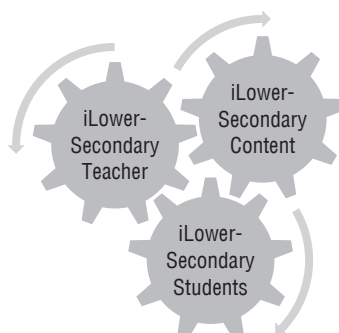 iLower-
Secondary
Teacher
iLower-
Secondary
Content
iLower-
Secondary
Students